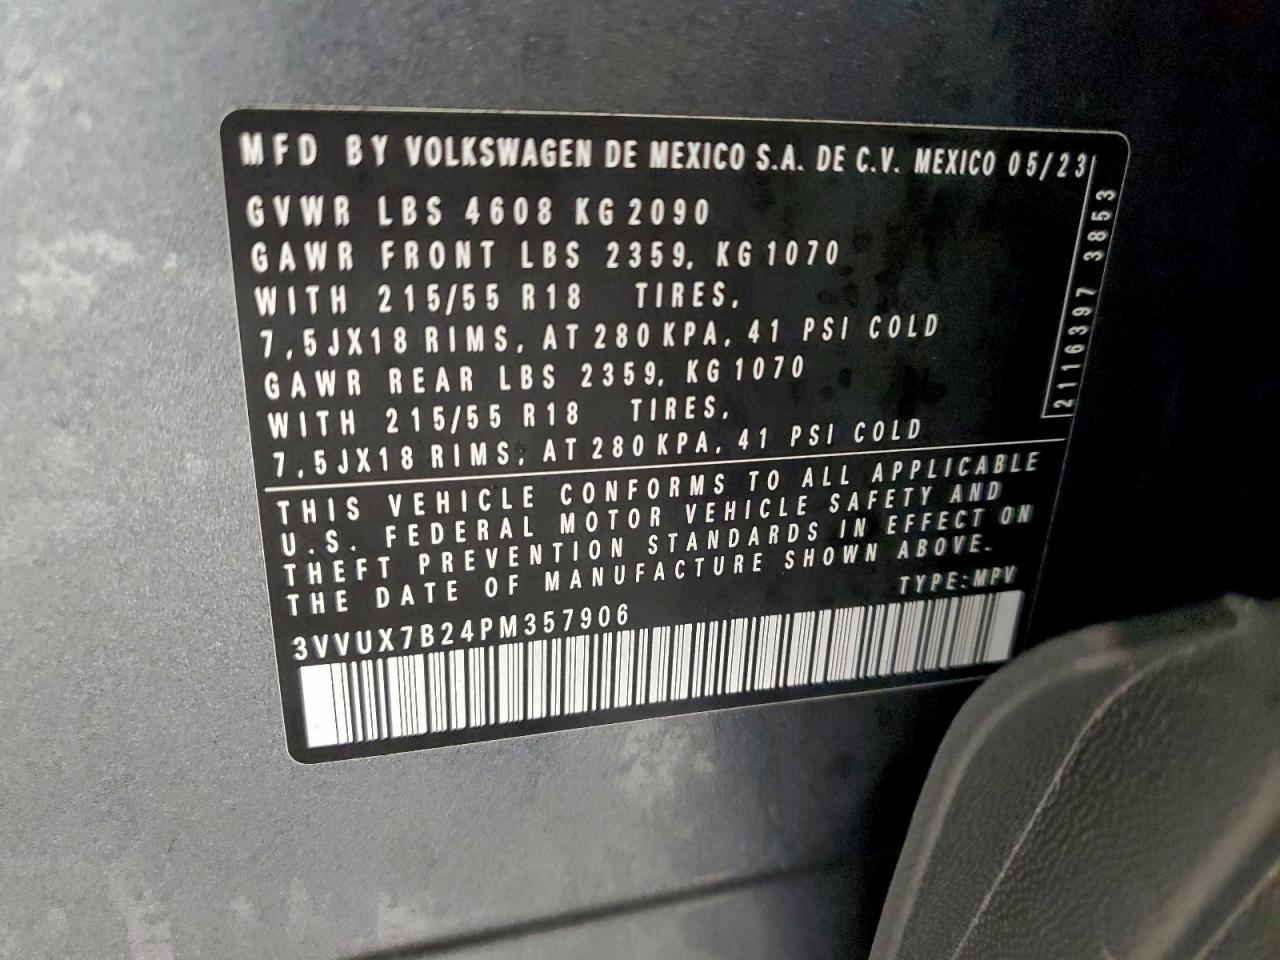 MFD BY VOLKSWAGEN DE MEXICO S.A. DE C.V. MEXICO 05/23
GVWR LBS 4608 KG 2090
GAWR FRONT LBS 2359, KG 1070
WITH 215/55 R18 TIRES,
7,5JX18 RIMS, AT 280 KPA, 41 PSI COLD
GAWR REAR LBS 2359, KG 1070
WITH 215/55 R18 TIRES,
7,5JX18 RIMS, AT 280 KPA, 41 PSI COLD
2116397 3853
THIS VEHICLE CONFORMS TO ALL APPLICABLE
U.S. FEDERAL MOTOR VEHICLE SAFETY AND
THEFT PREVENTION STANDARDS IN EFFECT ON
THE DATE OF MANUFACTURE SHOWN ABOVE.
TYPE:MPV
3VVUX7B24PM357906